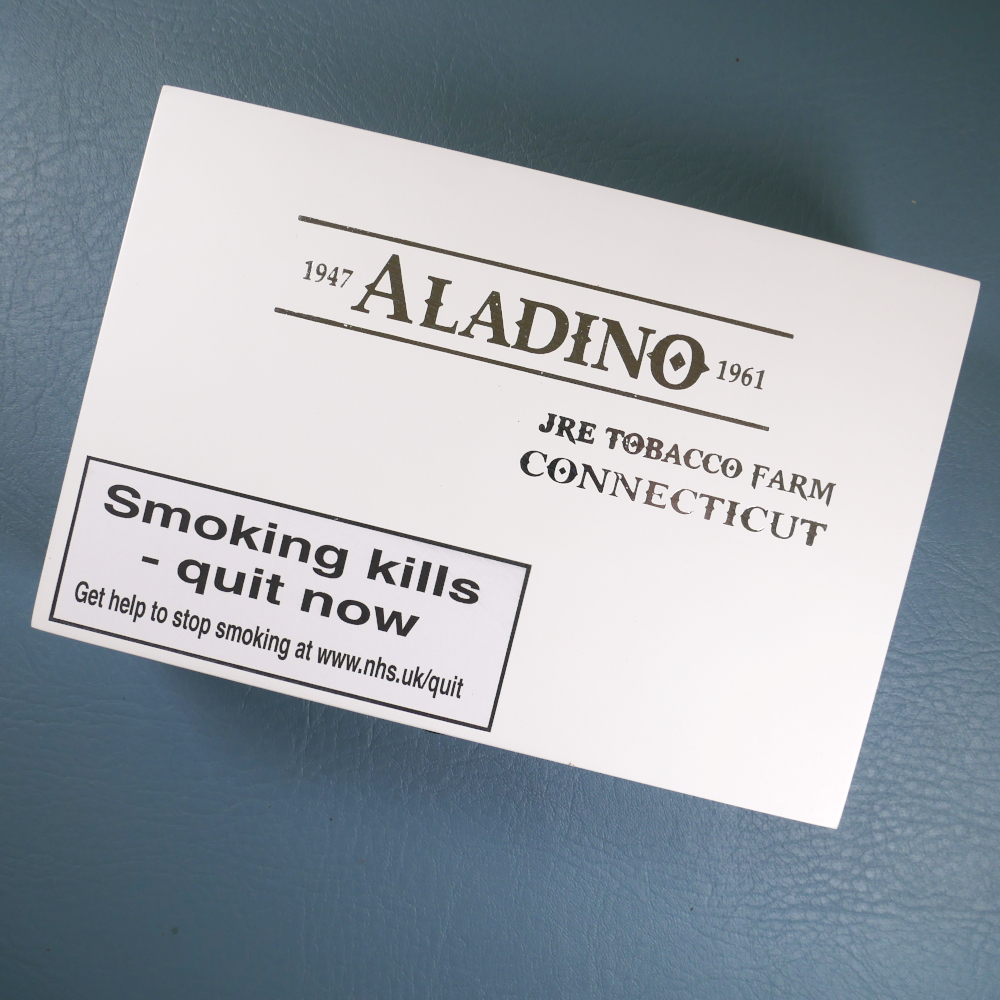 1947 ALADINO 1961
JRE TOBACCO FARM
CONNECTICUT
Smoking kills
- quit now
Get help to stop smoking at www.nhs.uk/quit